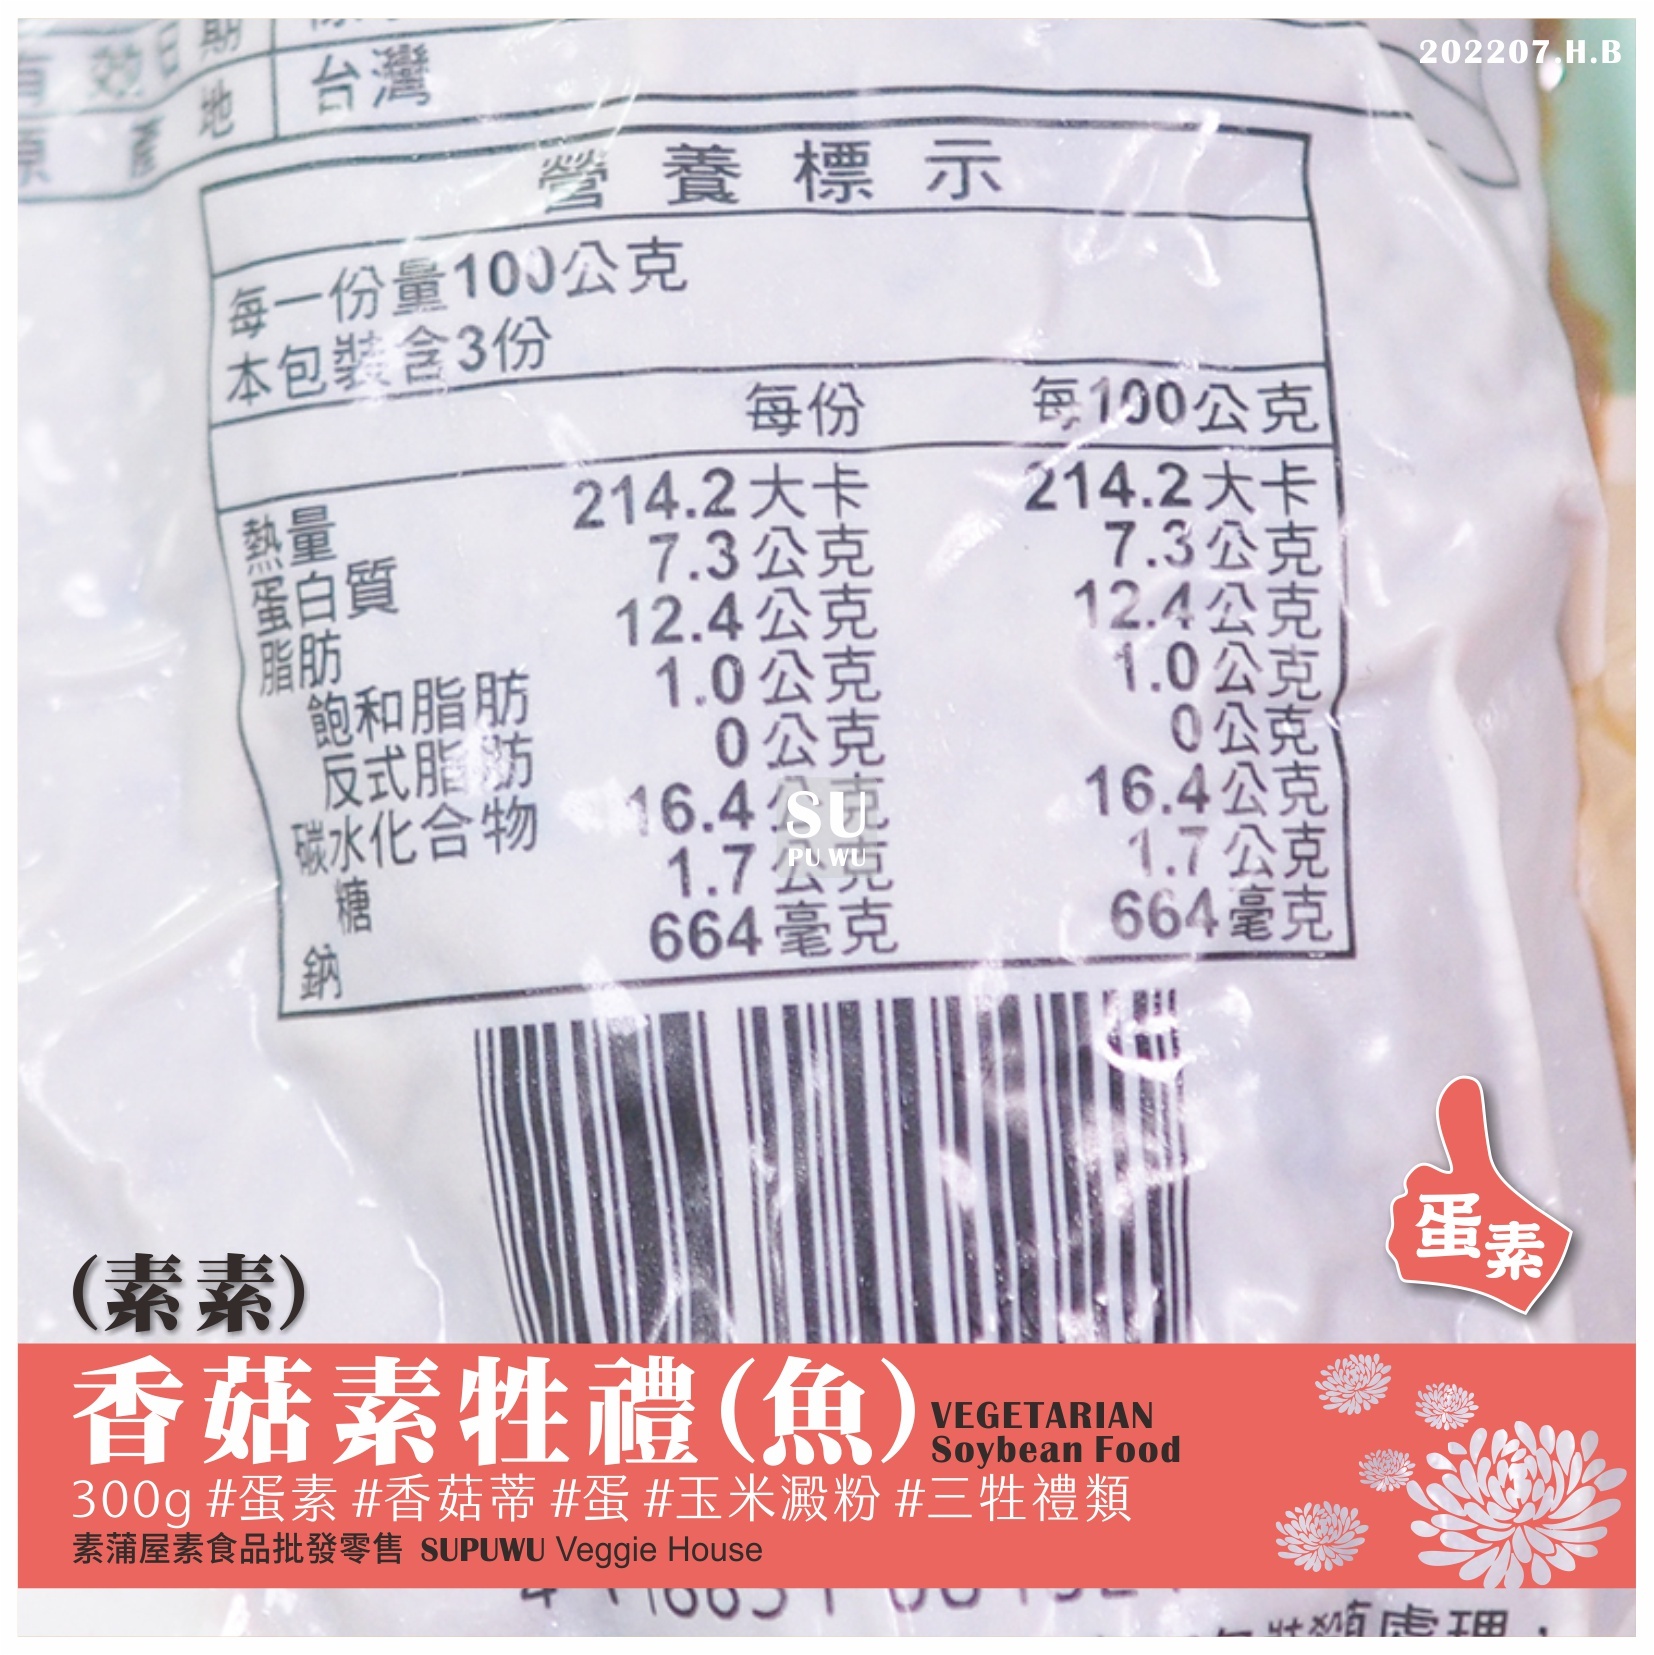 202207.H.B
有效日期
原產地 台灣
營養標示
每一份量100公克
本包裝含3份
每份 每100公克
熱量 214.2大卡 214.2大卡
蛋白質 7.3公克 7.3公克
脂肪 12.4公克 12.4公克
飽和脂肪 1.0公克 1.0公克
反式脂肪 0公克 0公克
碳水化合物 16.4公克 16.4公克
糖 1.7公克 1.7公克
鈉 664毫克 664毫克
SU
PU WU
蛋素
(素素)
香菇素牲禮(魚)
VEGETARIAN
Soybean Food
300g #蛋素 #香菇蒂 #蛋 #玉米澱粉 #三牲禮類
素蒲屋素食品批發零售 SUPUWU Veggie House
處理，